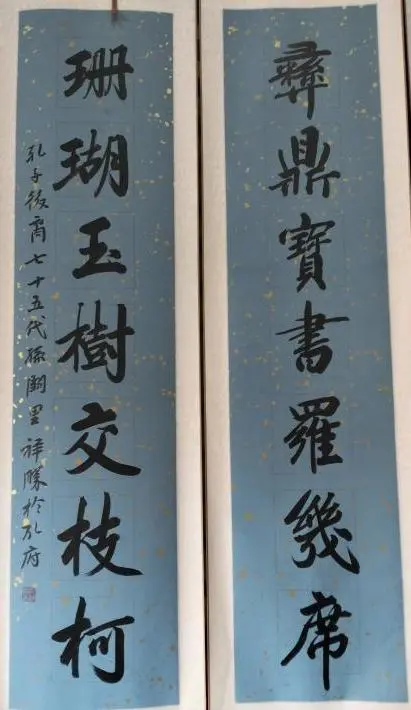 彝鼎寶書羅幾席
珊瑚玉樹交枝柯
孔子後裔七十五代孫闕里祥勝於孔府